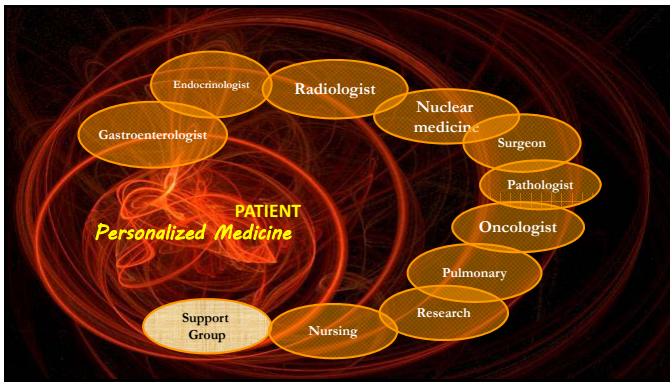 Endocrinologist
Radiologist
Nuclear
medicine
Gastroenterologist
Surgeon
Pathologist
PATIENT
Personalized Medicine
Oncologist
Pulmonary
Research
Support
Group
Nursing